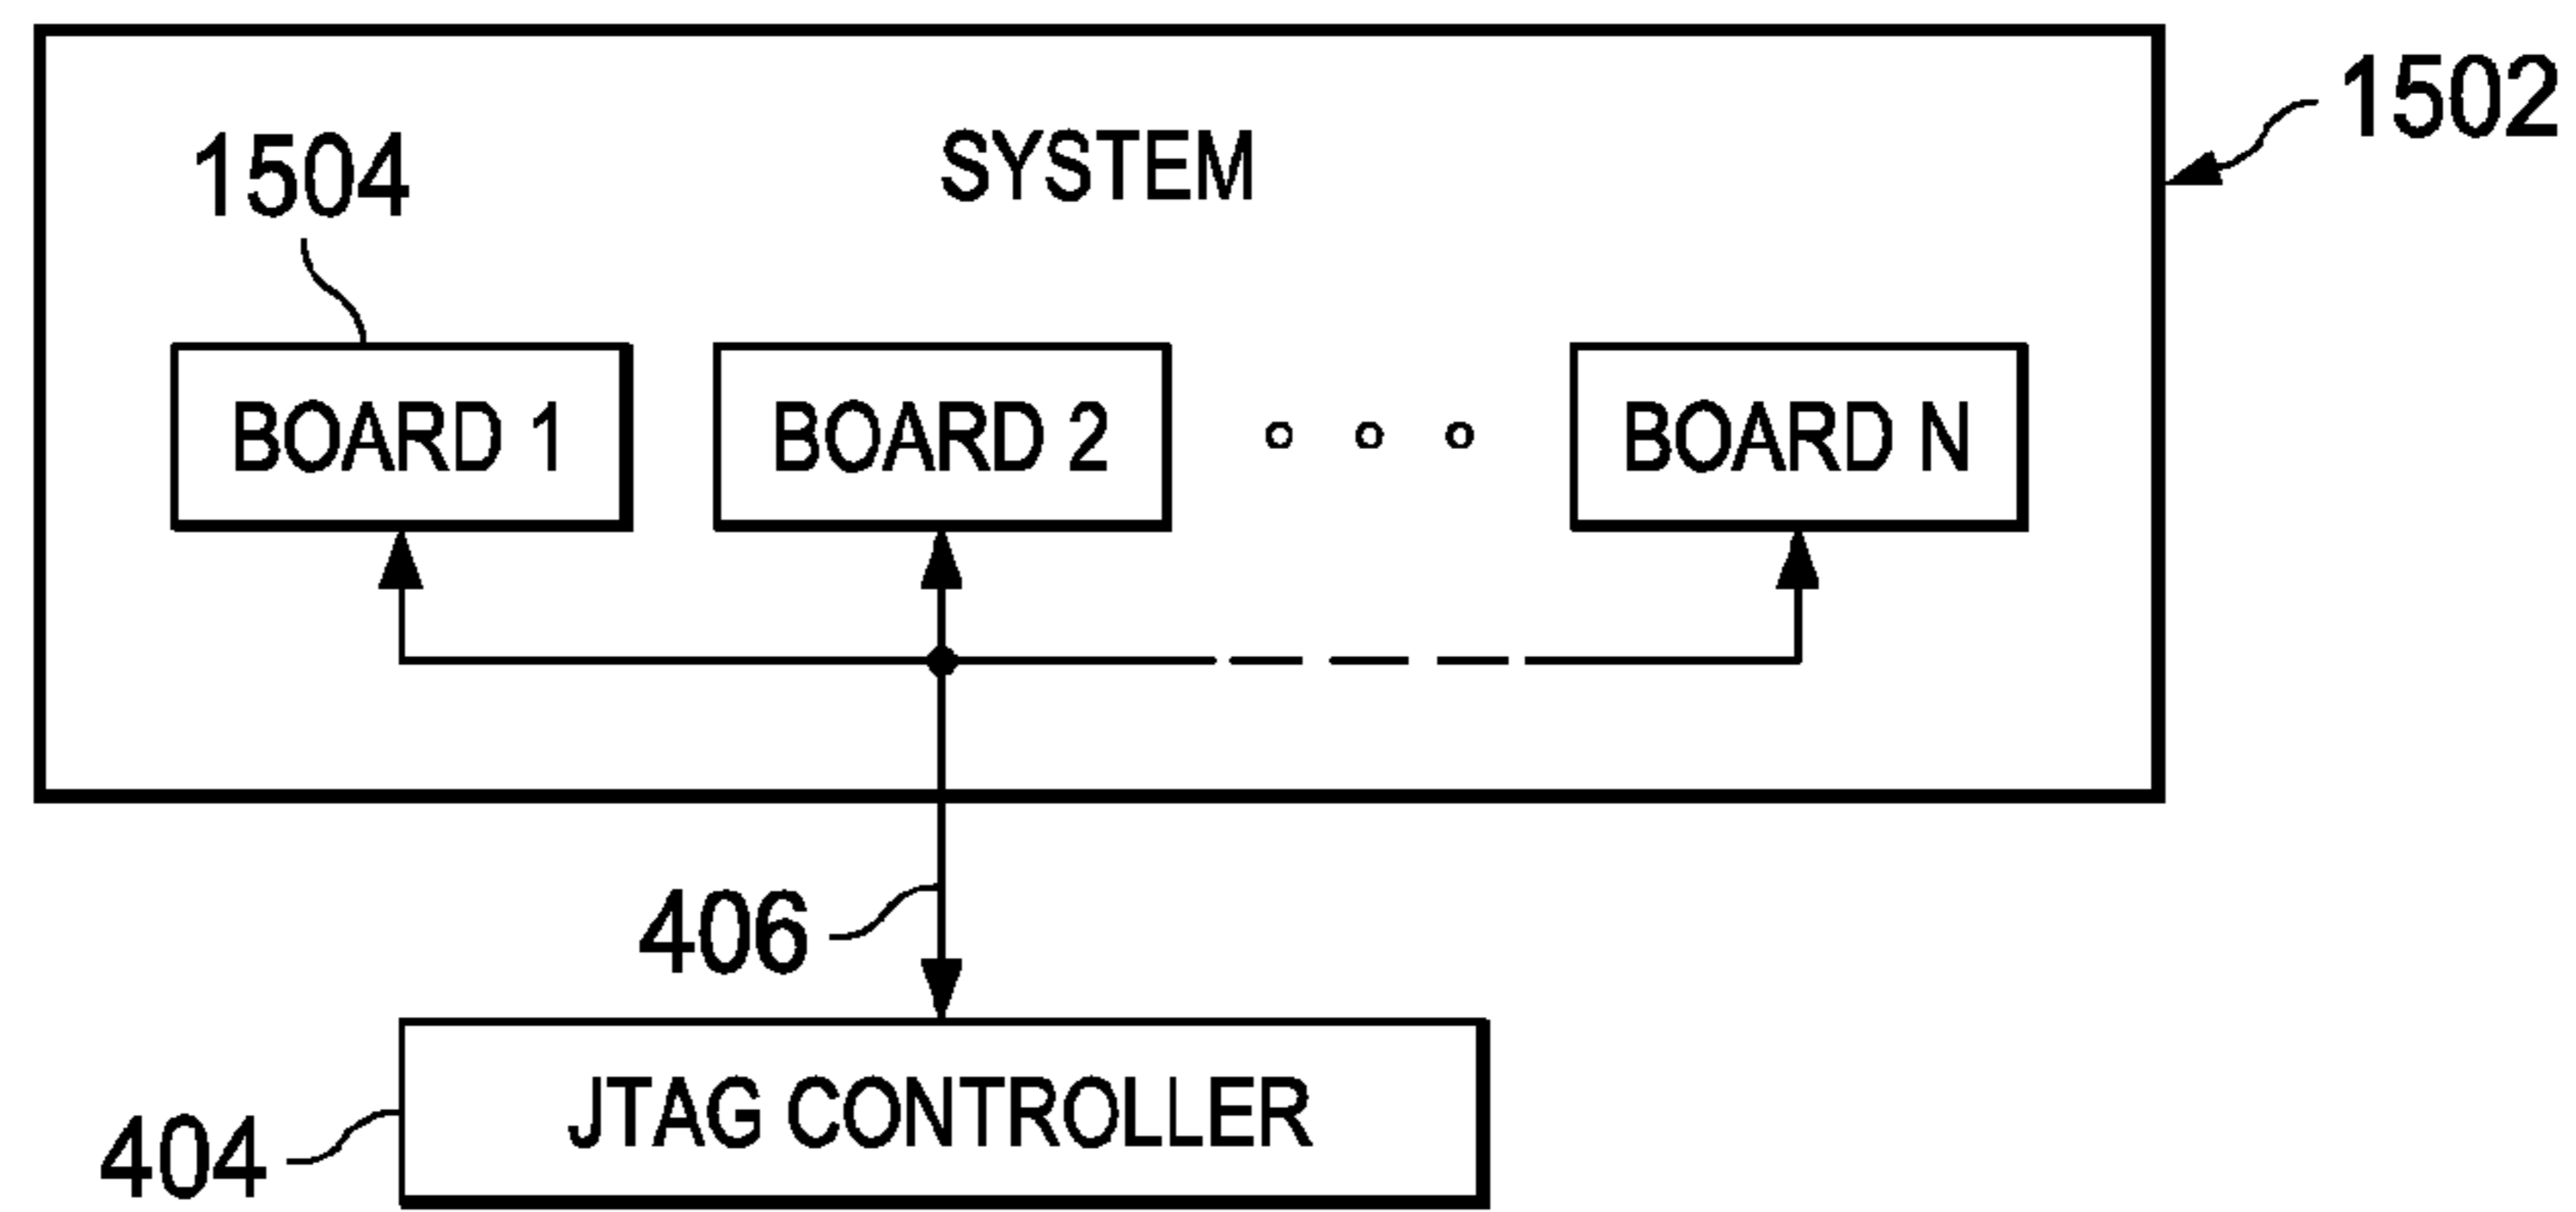 1502
SYSTEM
1504
BOARD 1
BOARD 2
BOARD N
406
JTAG CONTROLLER
404